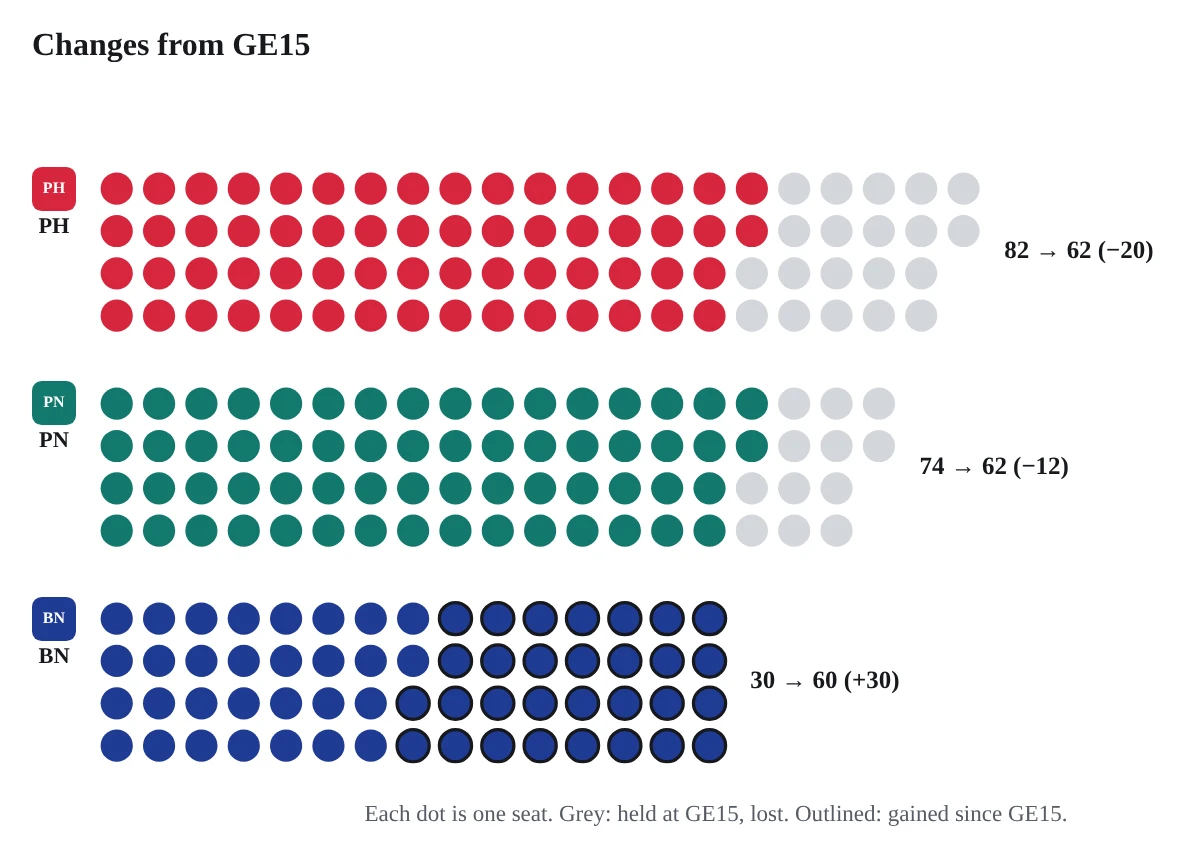 Changes from GE15
PH
PH
82 → 62 (−20)
PN
PN
74 → 62 (−12)
BN
BN
30 → 60 (+30)
Each dot is one seat. Grey: held at GE15, lost. Outlined: gained since GE15.